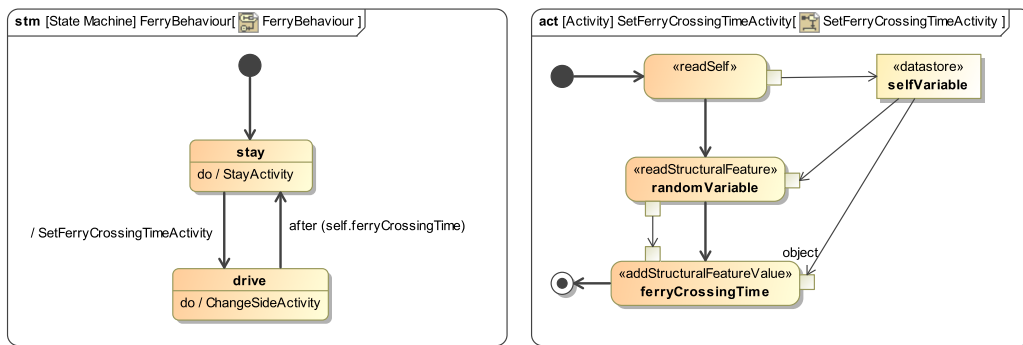 stm [State Machine] FerryBehaviour[ FerryBehaviour ]
stay
do / StayActivity
/ SetFerryCrossingTimeActivity
after (self.ferryCrossingTime)
drive
do / ChangeSideActivity
act [Activity] SetFerryCrossingTimeActivity[ SetFerryCrossingTimeActivity ]
«readSelf»
«datastore»
selfVariable
«readStructuralFeature»
randomVariable
object
«addStructuralFeatureValue»
ferryCrossingTime